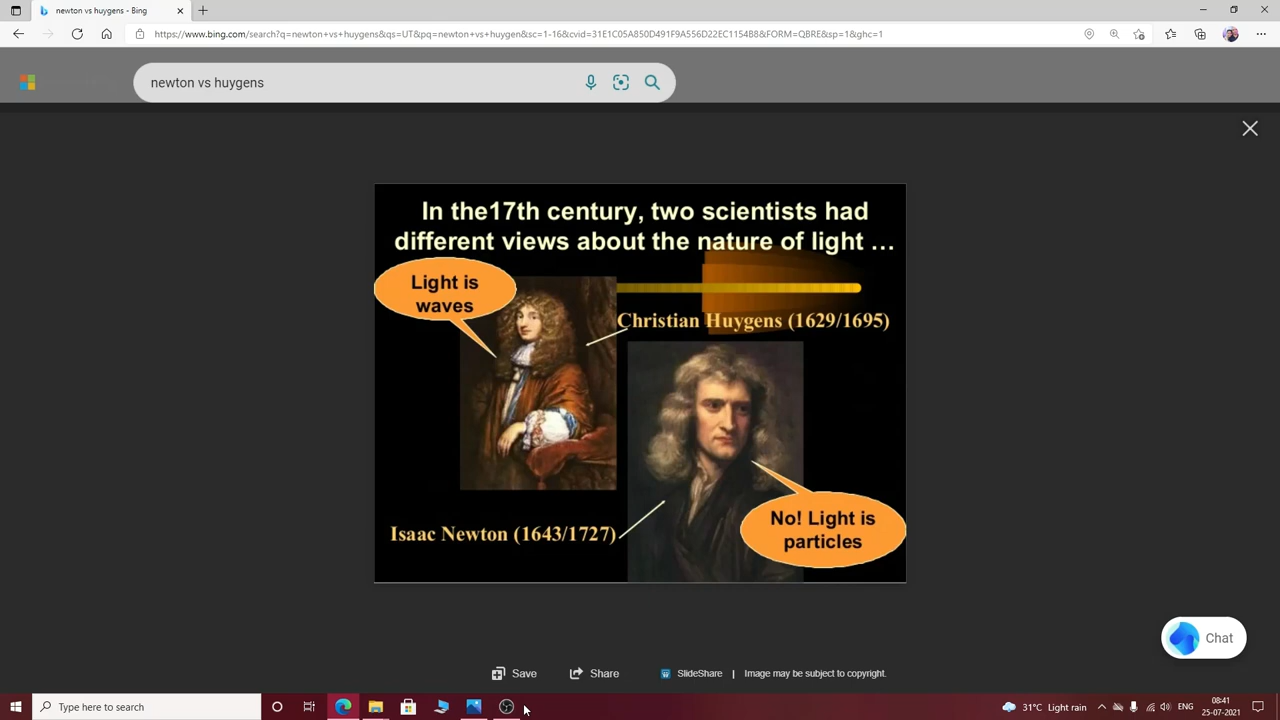 newton vs huygens - Bing
https://www.bing.com/search?q=newton+vs+huygens&qs=UT&pq=newton+vs+huygen&sc=1-16&cvid=31E1C05A850D491F9A556D22EC1154B8&FORM=QBRE&sp=1&ghc=1
newton vs huygens
In the17th century, two scientists had
different views about the nature of light ...
Light is
waves
Christian Huygens (1629/1695)
Isaac Newton (1643/1727)
No! Light is
particles
Chat
Save
Share
SlideShare | Image may be subject to copyright.
Type here to search
31°C Light rain
ENG
08:41
25-07-2021